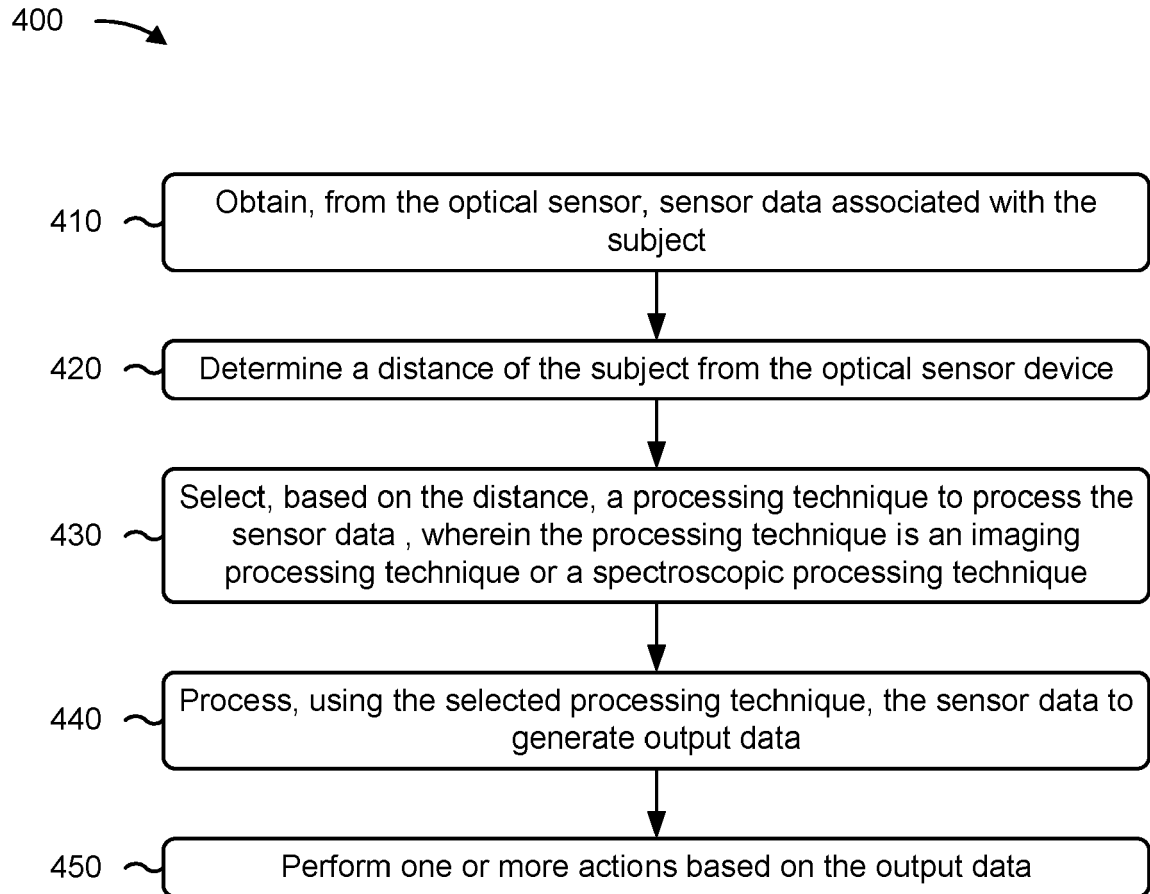 400
410
Obtain, from the optical sensor, sensor data associated with the
subject
420
Determine a distance of the subject from the optical sensor device
430
Select, based on the distance, a processing technique to process the
sensor data , wherein the processing technique is an imaging
processing technique or a spectroscopic processing technique
440
Process, using the selected processing technique, the sensor data to
generate output data
450
Perform one or more actions based on the output data